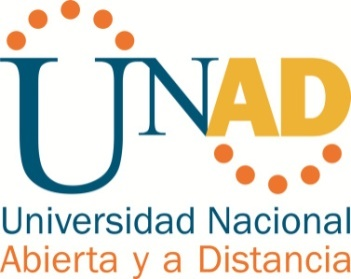 UNAD
Universidad Nacional
Abierta y a Distancia